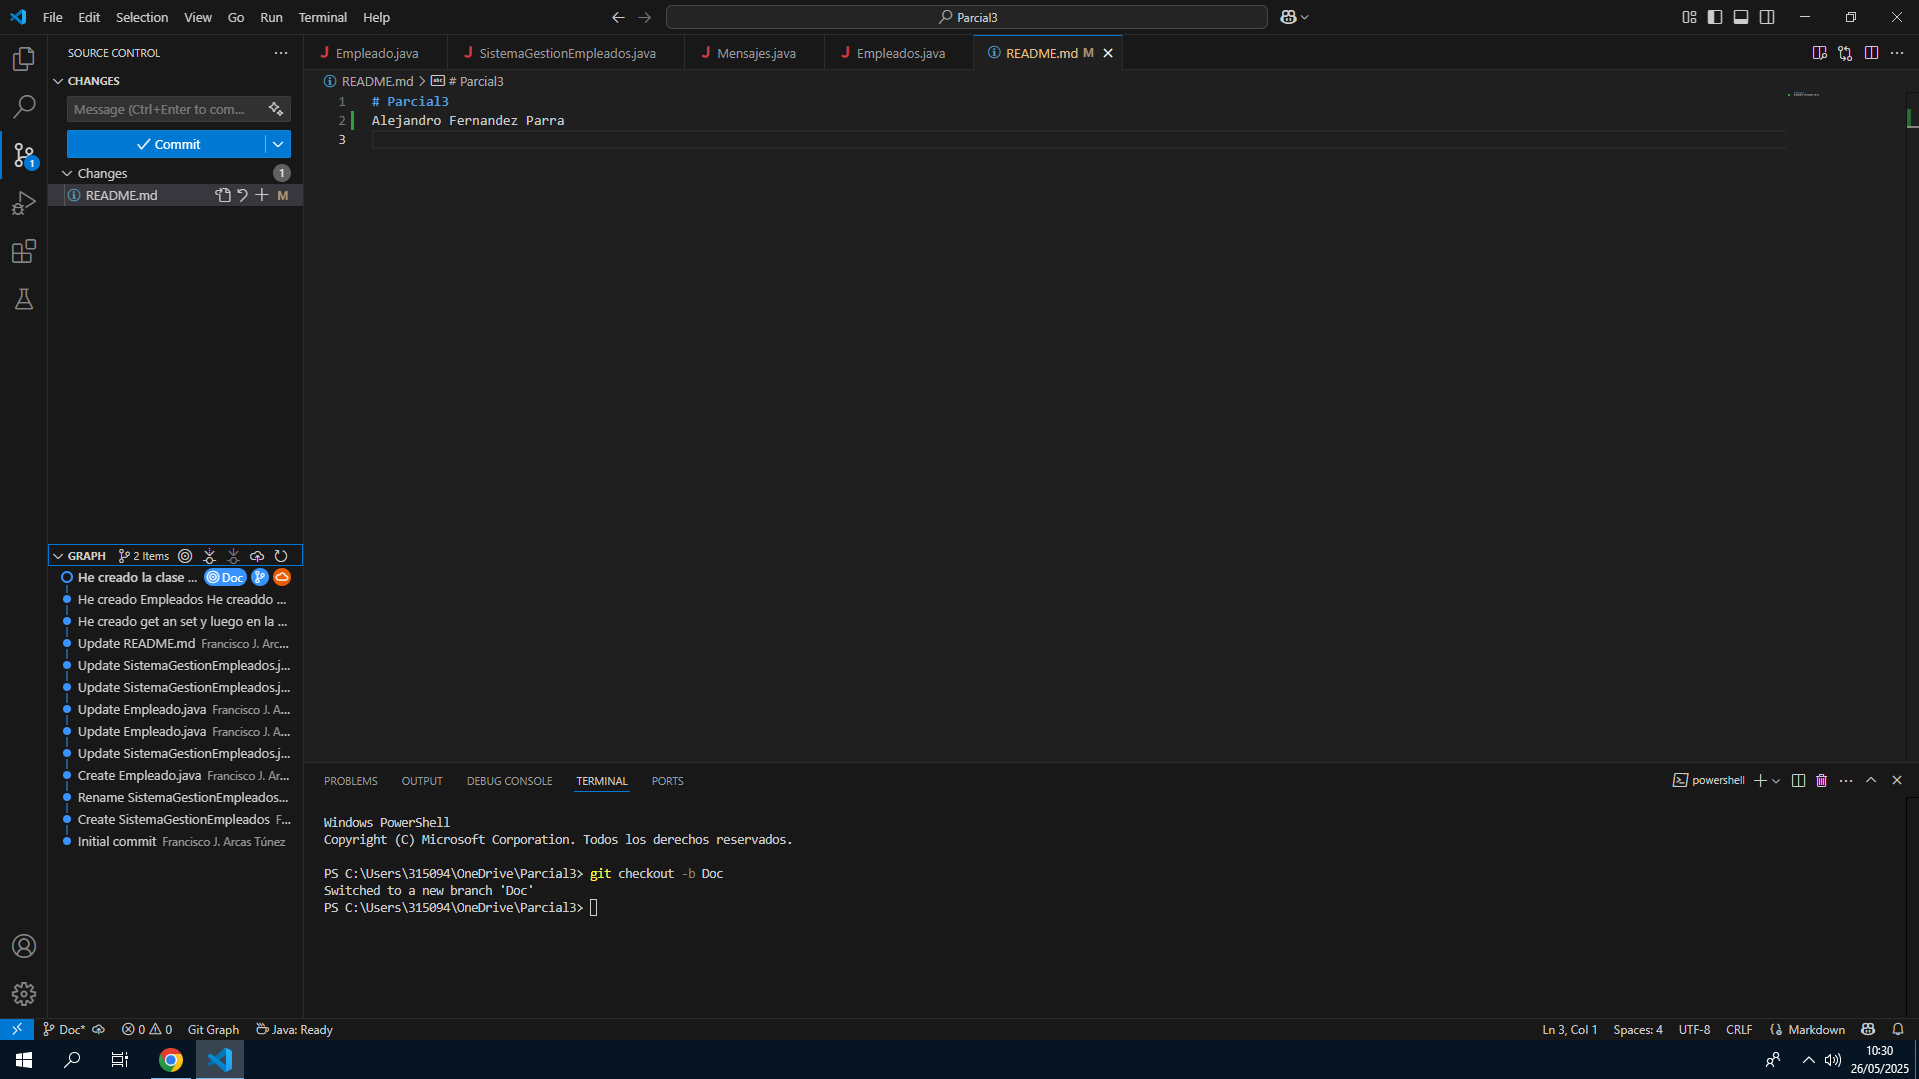 File Edit Selection View Go Run Terminal Help
Parcial3
SOURCE CONTROL
Empleado.java
SistemaGestionEmpleados.java
Mensajes.java
Empleados.java
README.md M
CHANGES
README.md > # Parcial3
Message (Ctrl+Enter to com...
Commit
Changes 1
README.md M
1 # Parcial3
2 Alejandro Fernandez Parra
3
1
GRAPH 2 Items
He creado la clase ... Doc
He creado Empleados He creaddo ...
He creado get an set y luego en la ...
Update README.md Francisco J. Arc...
Update SistemaGestionEmpleados.j...
Update SistemaGestionEmpleados.j...
Update Empleado.java Francisco J. A...
Update Empleado.java Francisco J. A...
Update SistemaGestionEmpleados.j...
Create Empleado.java Francisco J. Ar...
Rename SistemaGestionEmpleados...
Create SistemaGestionEmpleados F...
Initial commit Francisco J. Arcas Túnez
PROBLEMS OUTPUT DEBUG CONSOLE TERMINAL PORTS
powershell
Windows PowerShell
Copyright (C) Microsoft Corporation. Todos los derechos reservados.
PS C:\Users\315094\OneDrive\Parcial3> git checkout -b Doc
Switched to a new branch 'Doc'
PS C:\Users\315094\OneDrive\Parcial3>
Doc* 0 0 Git Graph Java: Ready
Ln 3, Col 1 Spaces: 4 UTF-8 CRLF Markdown
10:30
26/05/2025